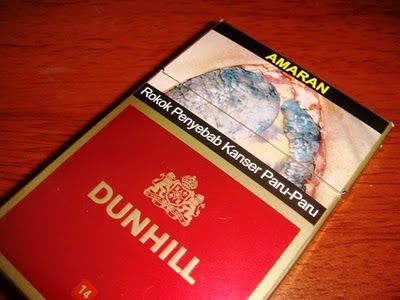 AMARAN
Rokok Penyebab Kanser Paru-Paru
DUNHILL
14